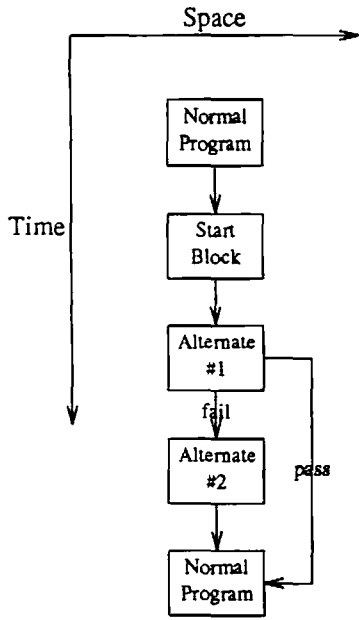 Space
Normal
Program
Time
Start
Block
Alternate
#1
fail
Alternate
#2
pass
Normal
Program